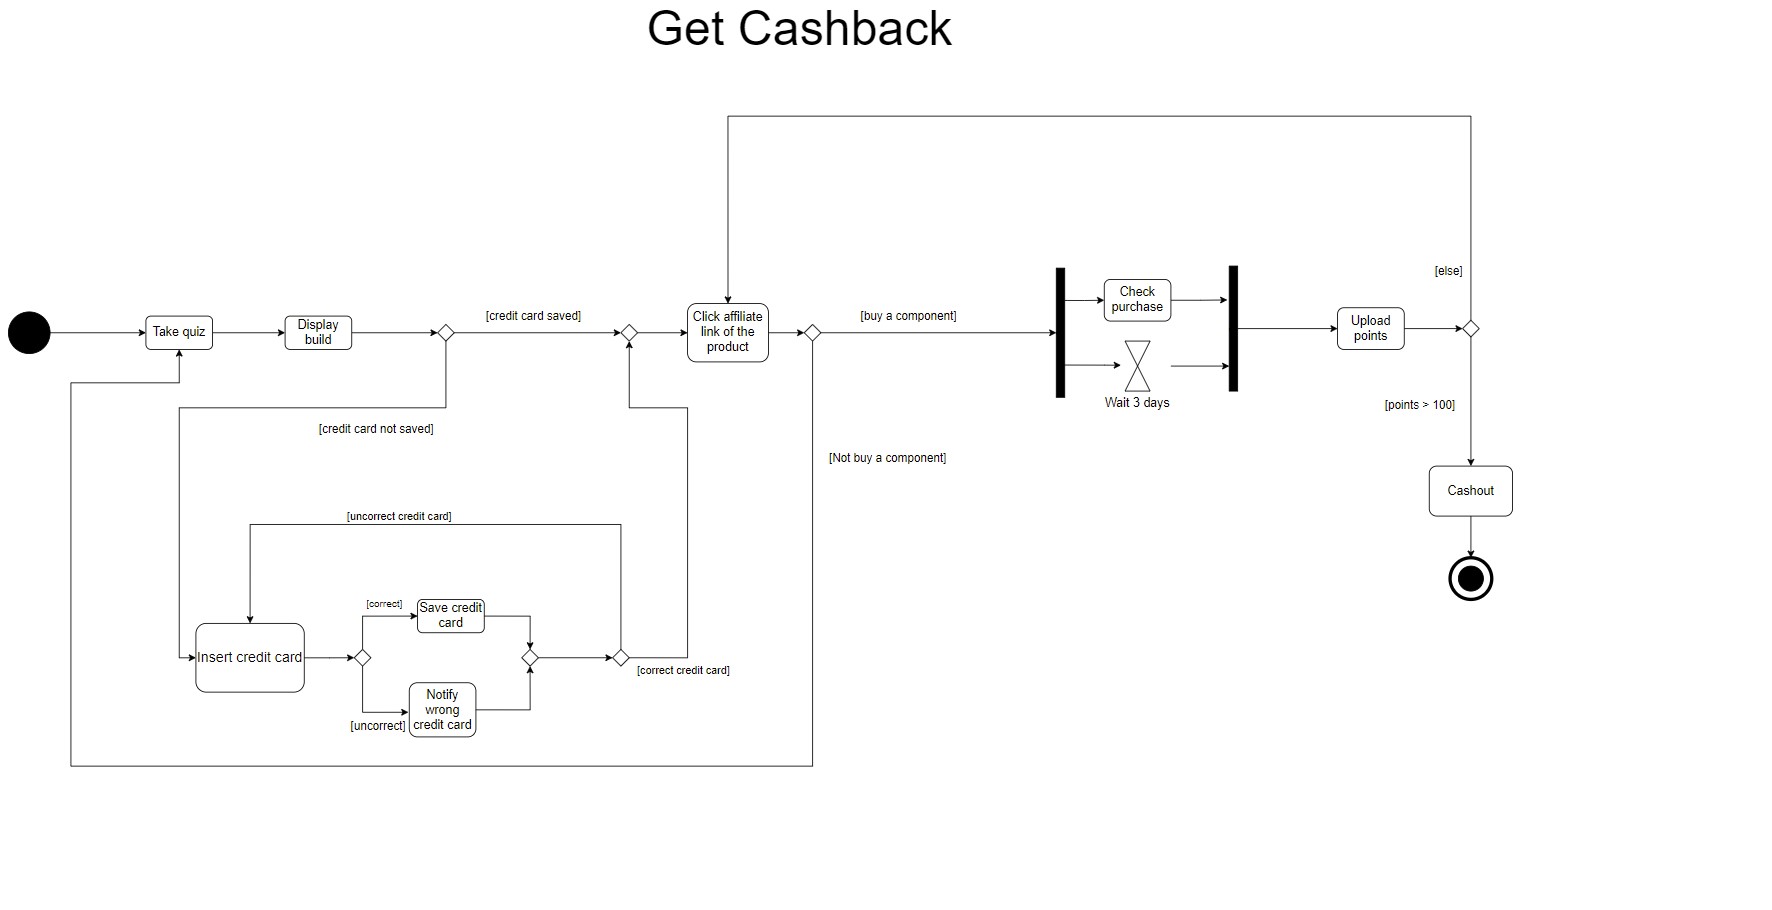 Get Cashback
[else]
Take quiz
Display
build
[credit card saved]
Click affiliate
link of the
product
[buy a component]
Check
purchase
Upload
points
Wait 3 days
[points > 100]
[credit card not saved]
[Not buy a component]
Cashout
[uncorrect credit card]
[correct]
Save credit
card
Insert credit card
[correct credit card]
Notify
wrong
credit card
[uncorrect]